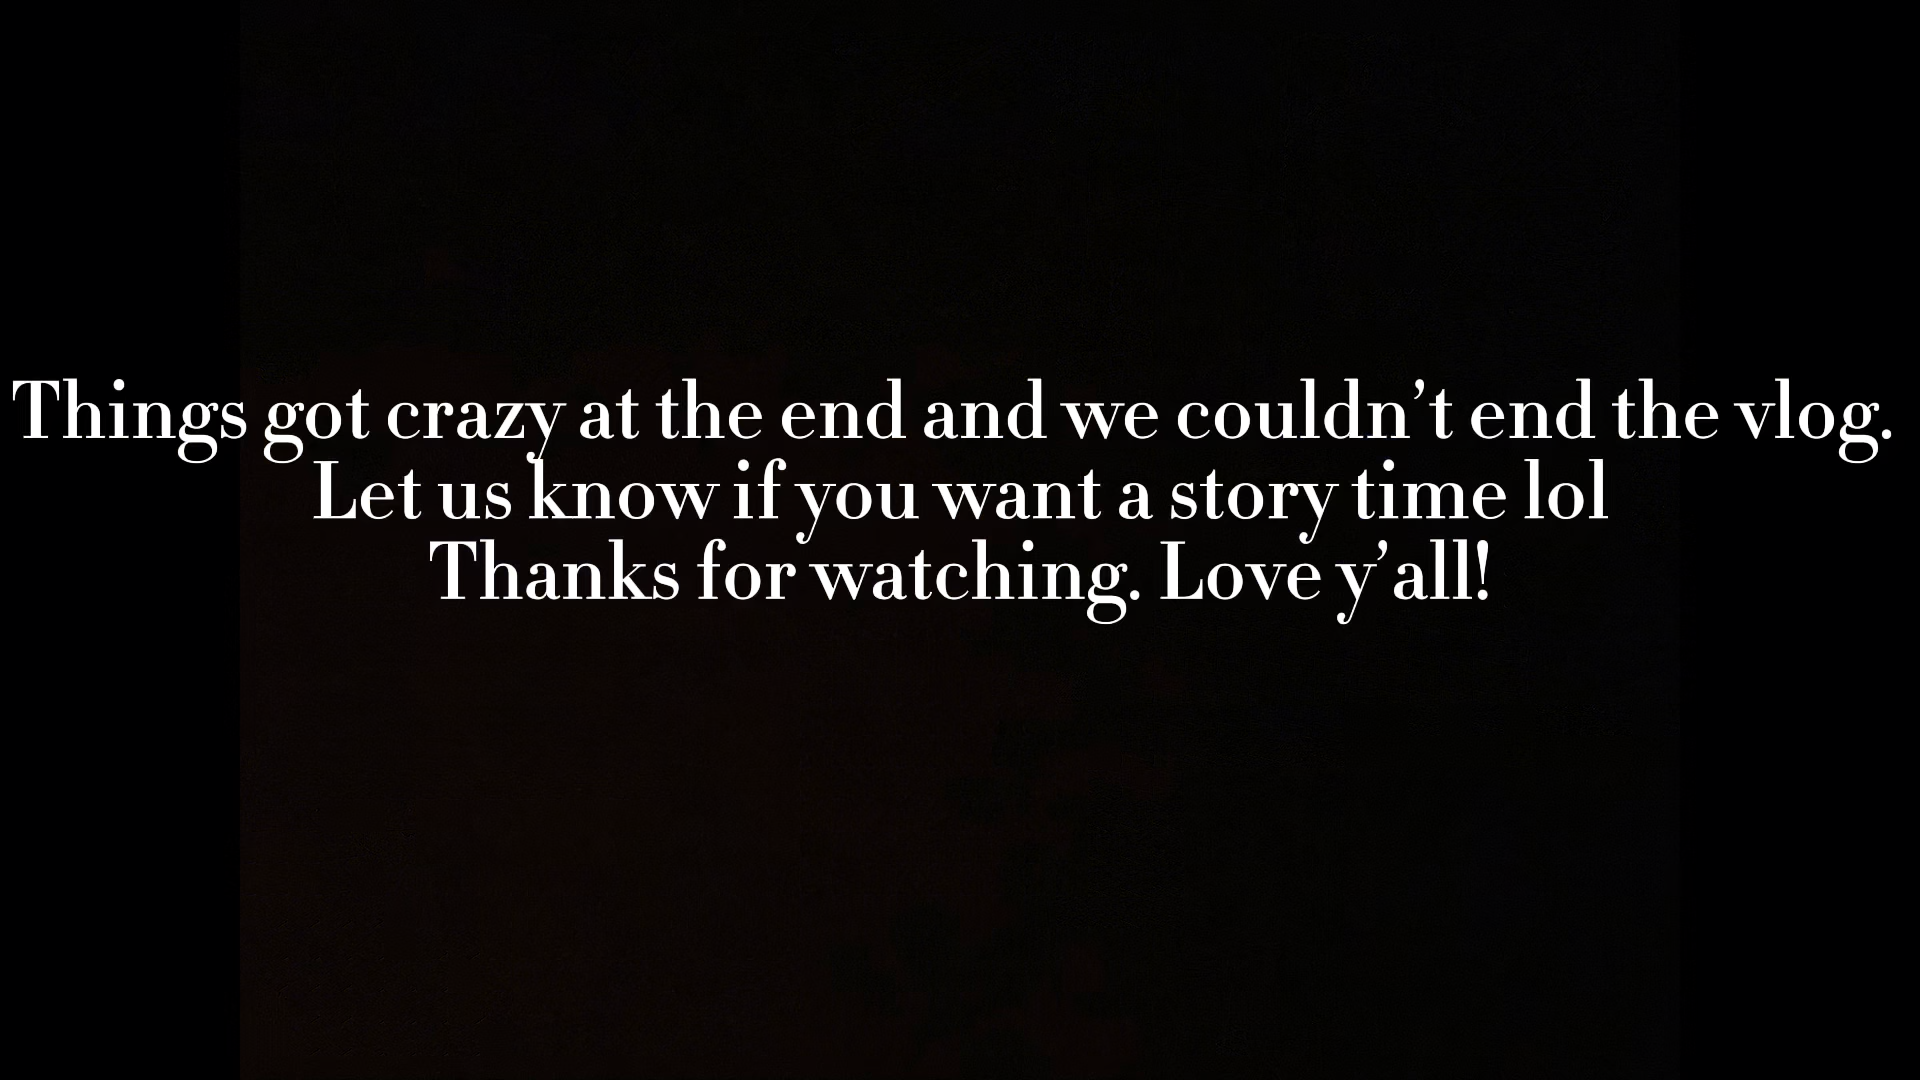 Things got crazy at the end and we couldn’t end the vlog.
Let us know if you want a story time lol
Thanks for watching. Love y’all!